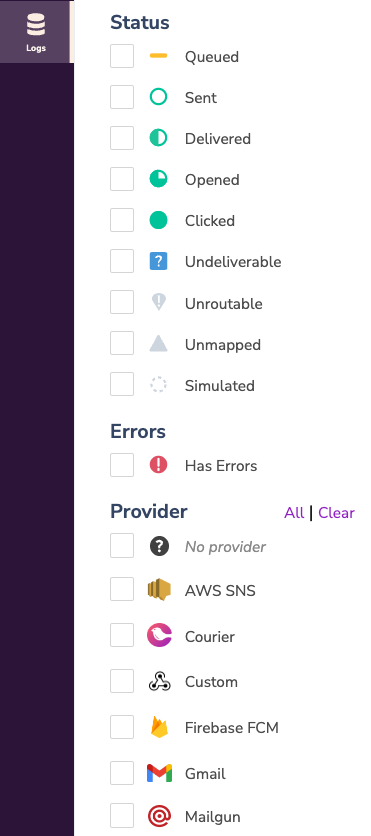 Logs
Status
Queued
Sent
Delivered
Opened
Clicked
Undeliverable
Unroutable
Unmapped
Simulated
Errors
Has Errors
Provider All | Clear
No provider
AWS SNS
Courier
Custom
Firebase FCM
Gmail
Mailgun